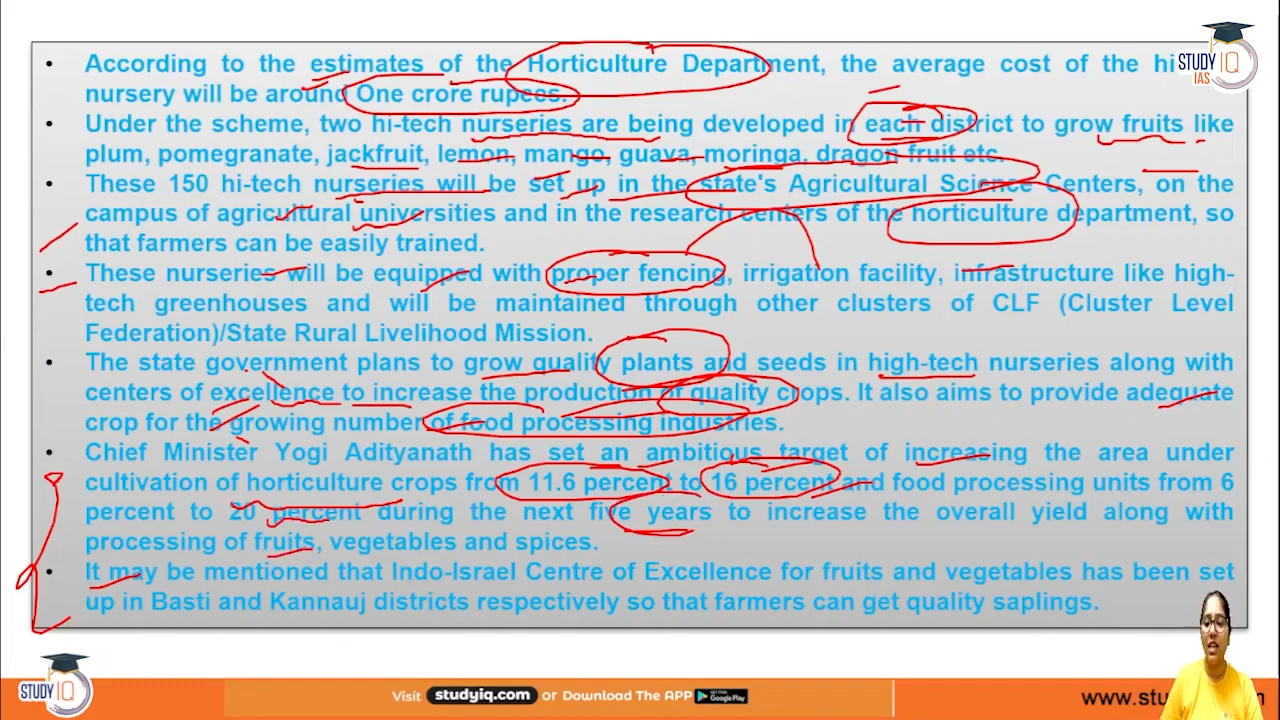 • According to the estimates of the Horticulture Department, the average cost of the hi
nursery will be around One crore rupees.
• Under the scheme, two hi-tech nurseries are being developed in each district to grow fruits like
plum, pomegranate, jackfruit, lemon, mango, guava, moringa, dragon fruit etc.
• These 150 hi-tech nurseries will be set up in the state's Agricultural Science Centers, on the
campus of agricultural universities and in the research centers of the horticulture department, so
that farmers can be easily trained.
• These nurseries will be equipped with proper fencing, irrigation facility, infrastructure like high-
tech greenhouses and will be maintained through other clusters of CLF (Cluster Level
Federation)/State Rural Livelihood Mission.
• The state government plans to grow quality plants and seeds in high-tech nurseries along with
centers of excellence to increase the production of quality crops. It also aims to provide adequate
crop for the growing number of food processing industries.
• Chief Minister Yogi Adityanath has set an ambitious target of increasing the area under
cultivation of horticulture crops from 11.6 percent to 16 percent and food processing units from 6
percent to 20 percent during the next five years to increase the overall yield along with
processing of fruits, vegetables and spices.
• It may be mentioned that Indo-Israel Centre of Excellence for fruits and vegetables has been set
up in Basti and Kannauj districts respectively so that farmers can get quality saplings.
STUDY IQ
IAS
STUDY IQ
Visit studyiq.com or Download The APP GET IT ON Google Play
www.stu